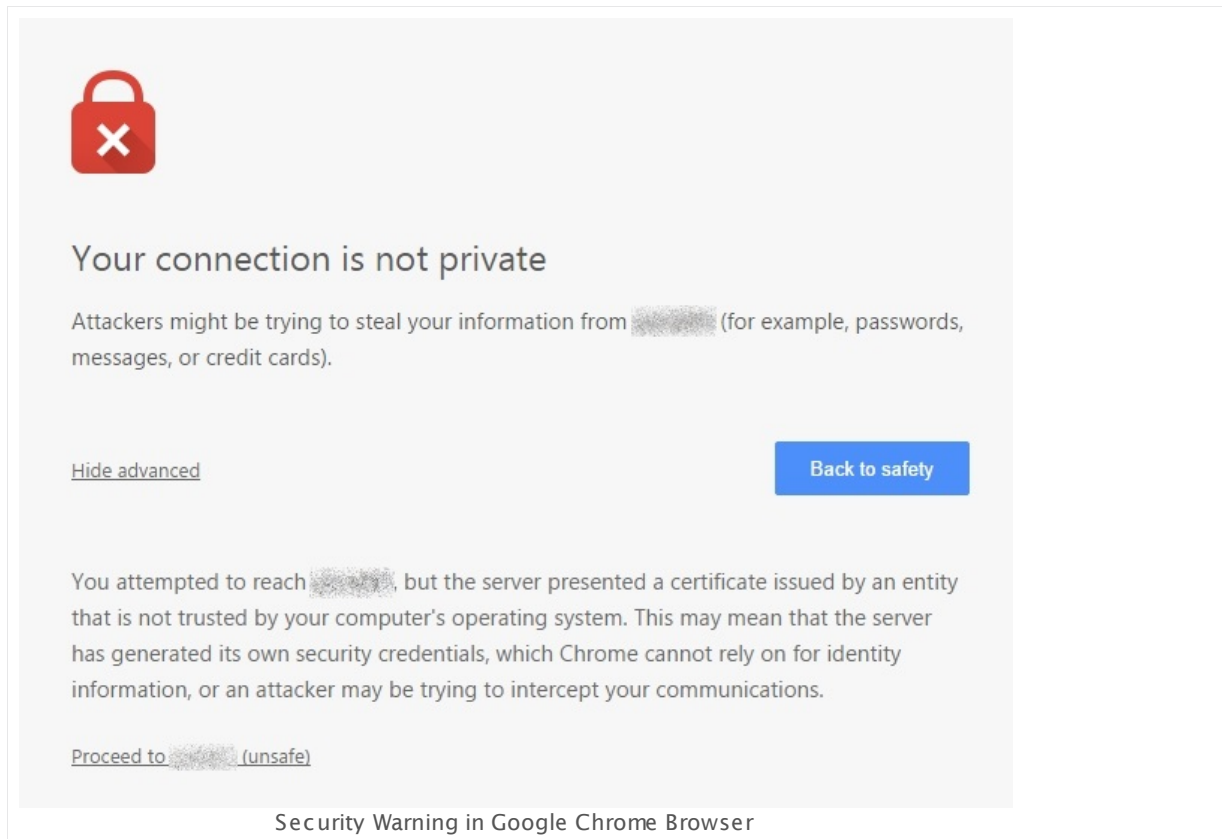 Your connection is not private
Attackers might be trying to steal your information from (for example, passwords,
messages, or credit cards).
Hide advanced
Back to safety
You attempted to reach , but the server presented a certificate issued by an entity
that is not trusted by your computer's operating system. This may mean that the server
has generated its own security credentials, which Chrome cannot rely on for identity
information, or an attacker may be trying to intercept your communications.
Proceed to (unsafe)
Security Warning in Google Chrome Browser